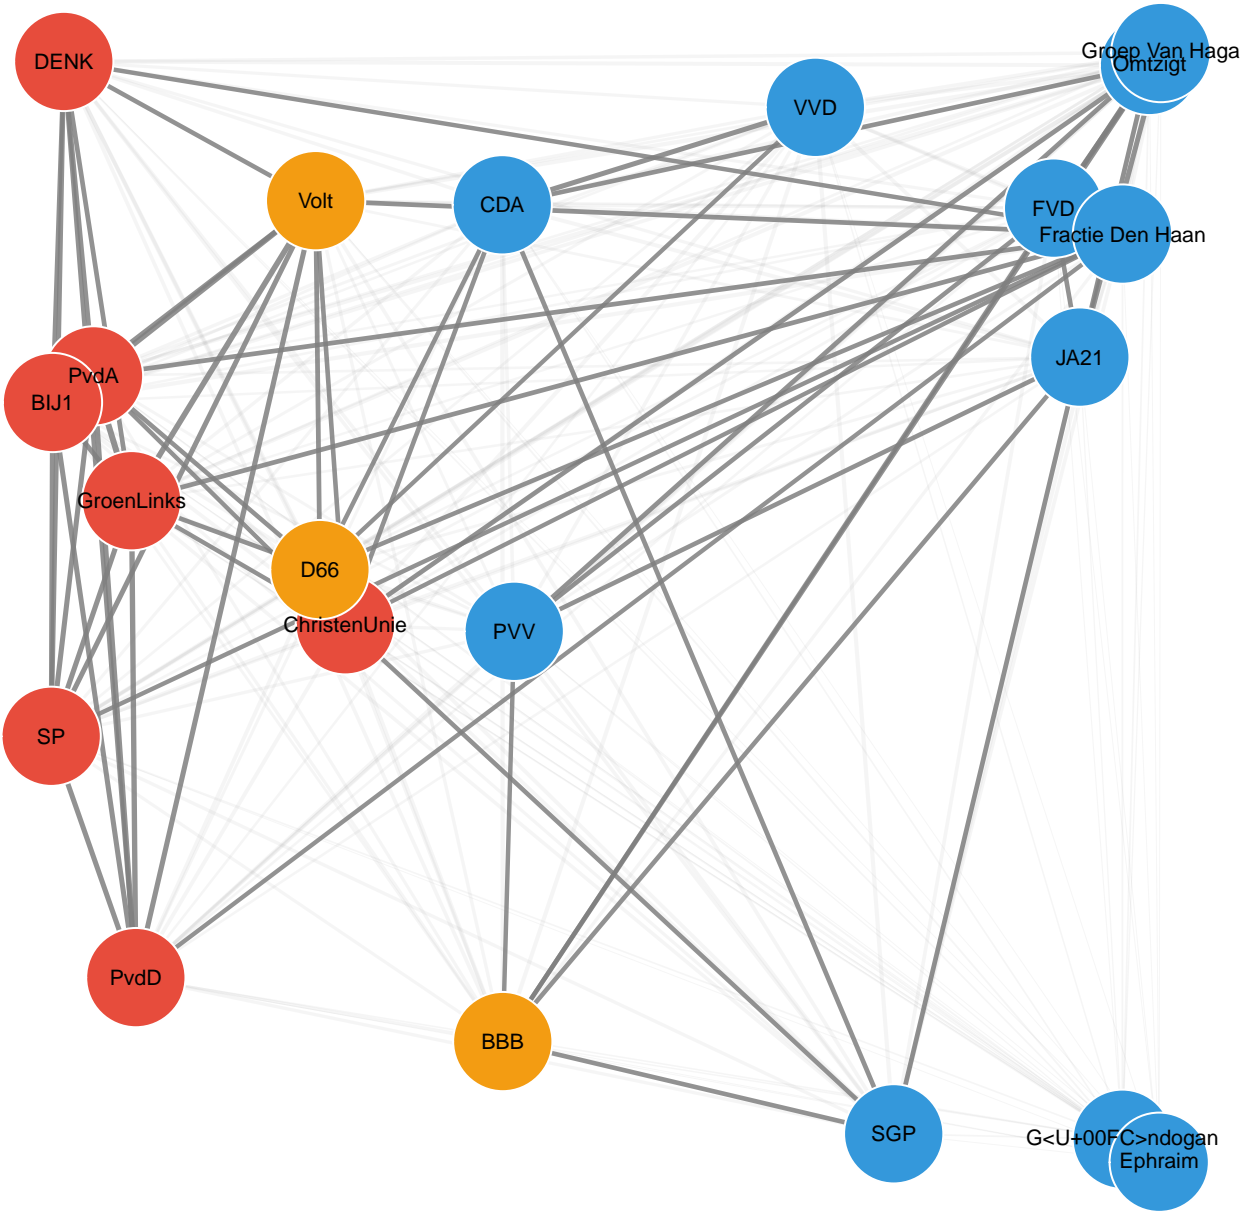 Groep Van Haga
DENK
Omtzigt
VVD
Volt
CDA
FVD
Fractie Den Haan
JA21
PvdA
BIJ1
GroenLinks
D66
ChristenUnie
PVV
SP
PvdD
BBB
SGP
G<U+00FC>ndogan
Ephraim